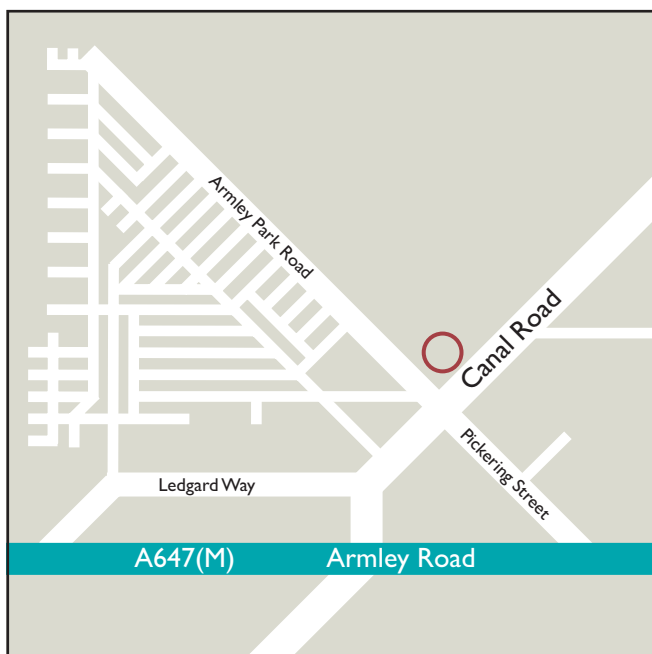 Armley Park Road
Canal Road
Pickering Street
Ledgard Way
A647(M)
Armley Road